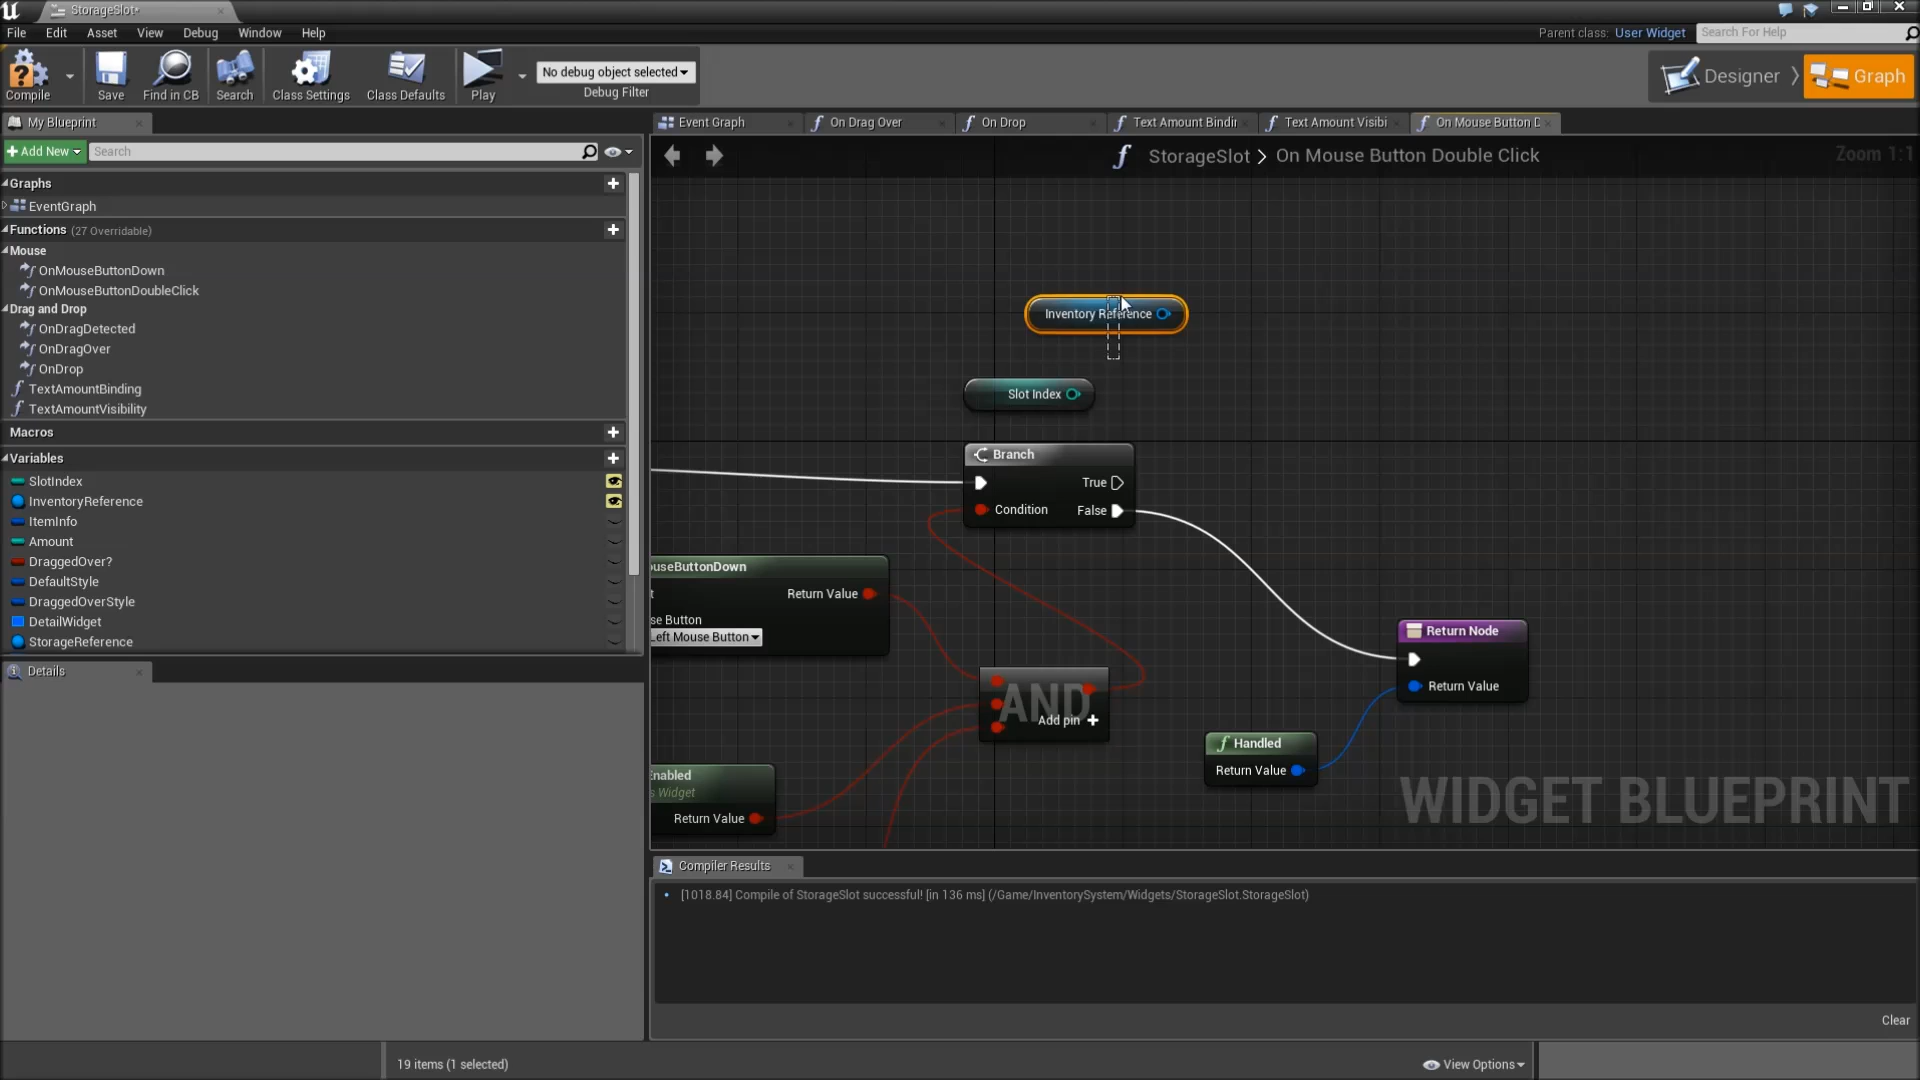 StorageSlot*
File Edit Asset View Debug Window Help
Parent class: User Widget
Search For Help
Compile
Save
Find in CB
Search
Class Settings
Class Defaults
Play
No debug object selected
Debug Filter
Designer
Graph
My Blueprint
Add New
Search
Graphs
EventGraph
Functions (27 Overridable)
Mouse
OnMouseButtonDown
OnMouseButtonDoubleClick
Drag and Drop
OnDragDetected
OnDragOver
OnDrop
TextAmountBinding
TextAmountVisibility
Macros
Variables
SlotIndex
InventoryReference
ItemInfo
Amount
DraggedOver?
DefaultStyle
DraggedOverStyle
DetailWidget
StorageReference
Details
Event Graph
On Drag Over
On Drop
Text Amount Bindin
Text Amount Visibi
On Mouse Button D
StorageSlot > On Mouse Button Double Click
Zoom 1:1
Inventory Reference
Slot Index
Branch
True
Condition
False
ouseButtonDown
t
Return Value
se Button
Left Mouse Button
AND
Add pin
Enabled
s Widget
Return Value
Return Node
Return Value
Handled
Return Value
WIDGET BLUEPRINT
Compiler Results
[1018.84] Compile of StorageSlot successful! [in 136 ms] (/Game/InventorySystem/Widgets/StorageSlot.StorageSlot)
Clear
19 items (1 selected)
View Options